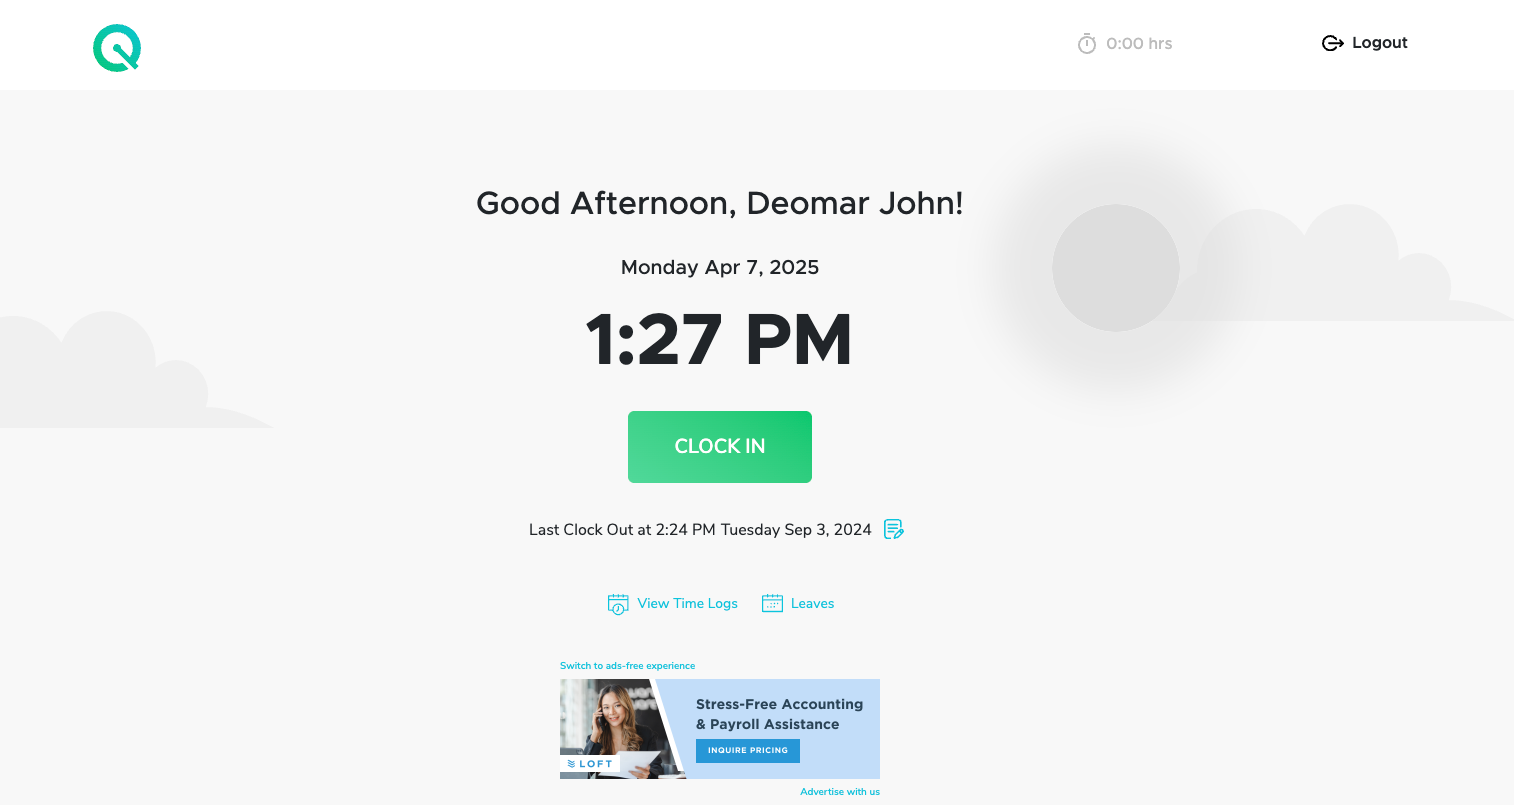 0:00 hrs
Logout
Good Afternoon, Deomar John!
Monday Apr 7, 2025
1:27 PM
CLOCK IN
Last Clock Out at 2:24 PM Tuesday Sep 3, 2024
View Time Logs
Leaves
Switch to ads-free experience
Stress-Free Accounting
& Payroll Assistance
INQUIRE PRICING
LOFT
Advertise with us